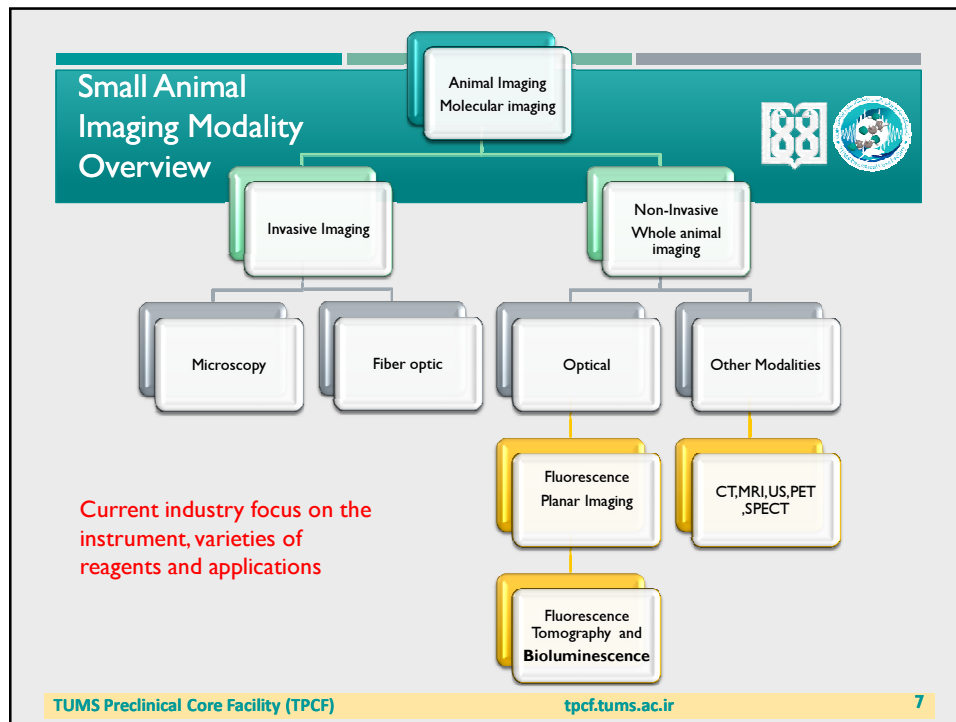 Small Animal
Imaging Modality
Overview
Animal Imaging
Molecular imaging
Invasive Imaging
Non-Invasive
Whole animal
imaging
Microscopy
Fiber optic
Optical
Other Modalities
Fluorescence
Planar Imaging
CT,MRI,US,PET
,SPECT
Current industry focus on the
instrument, varieties of
reagents and applications
Fluorescence
Tomography and
Bioluminescence
TUMS Preclinical Core Facility (TPCF)
tpcf.tums.ac.ir
7